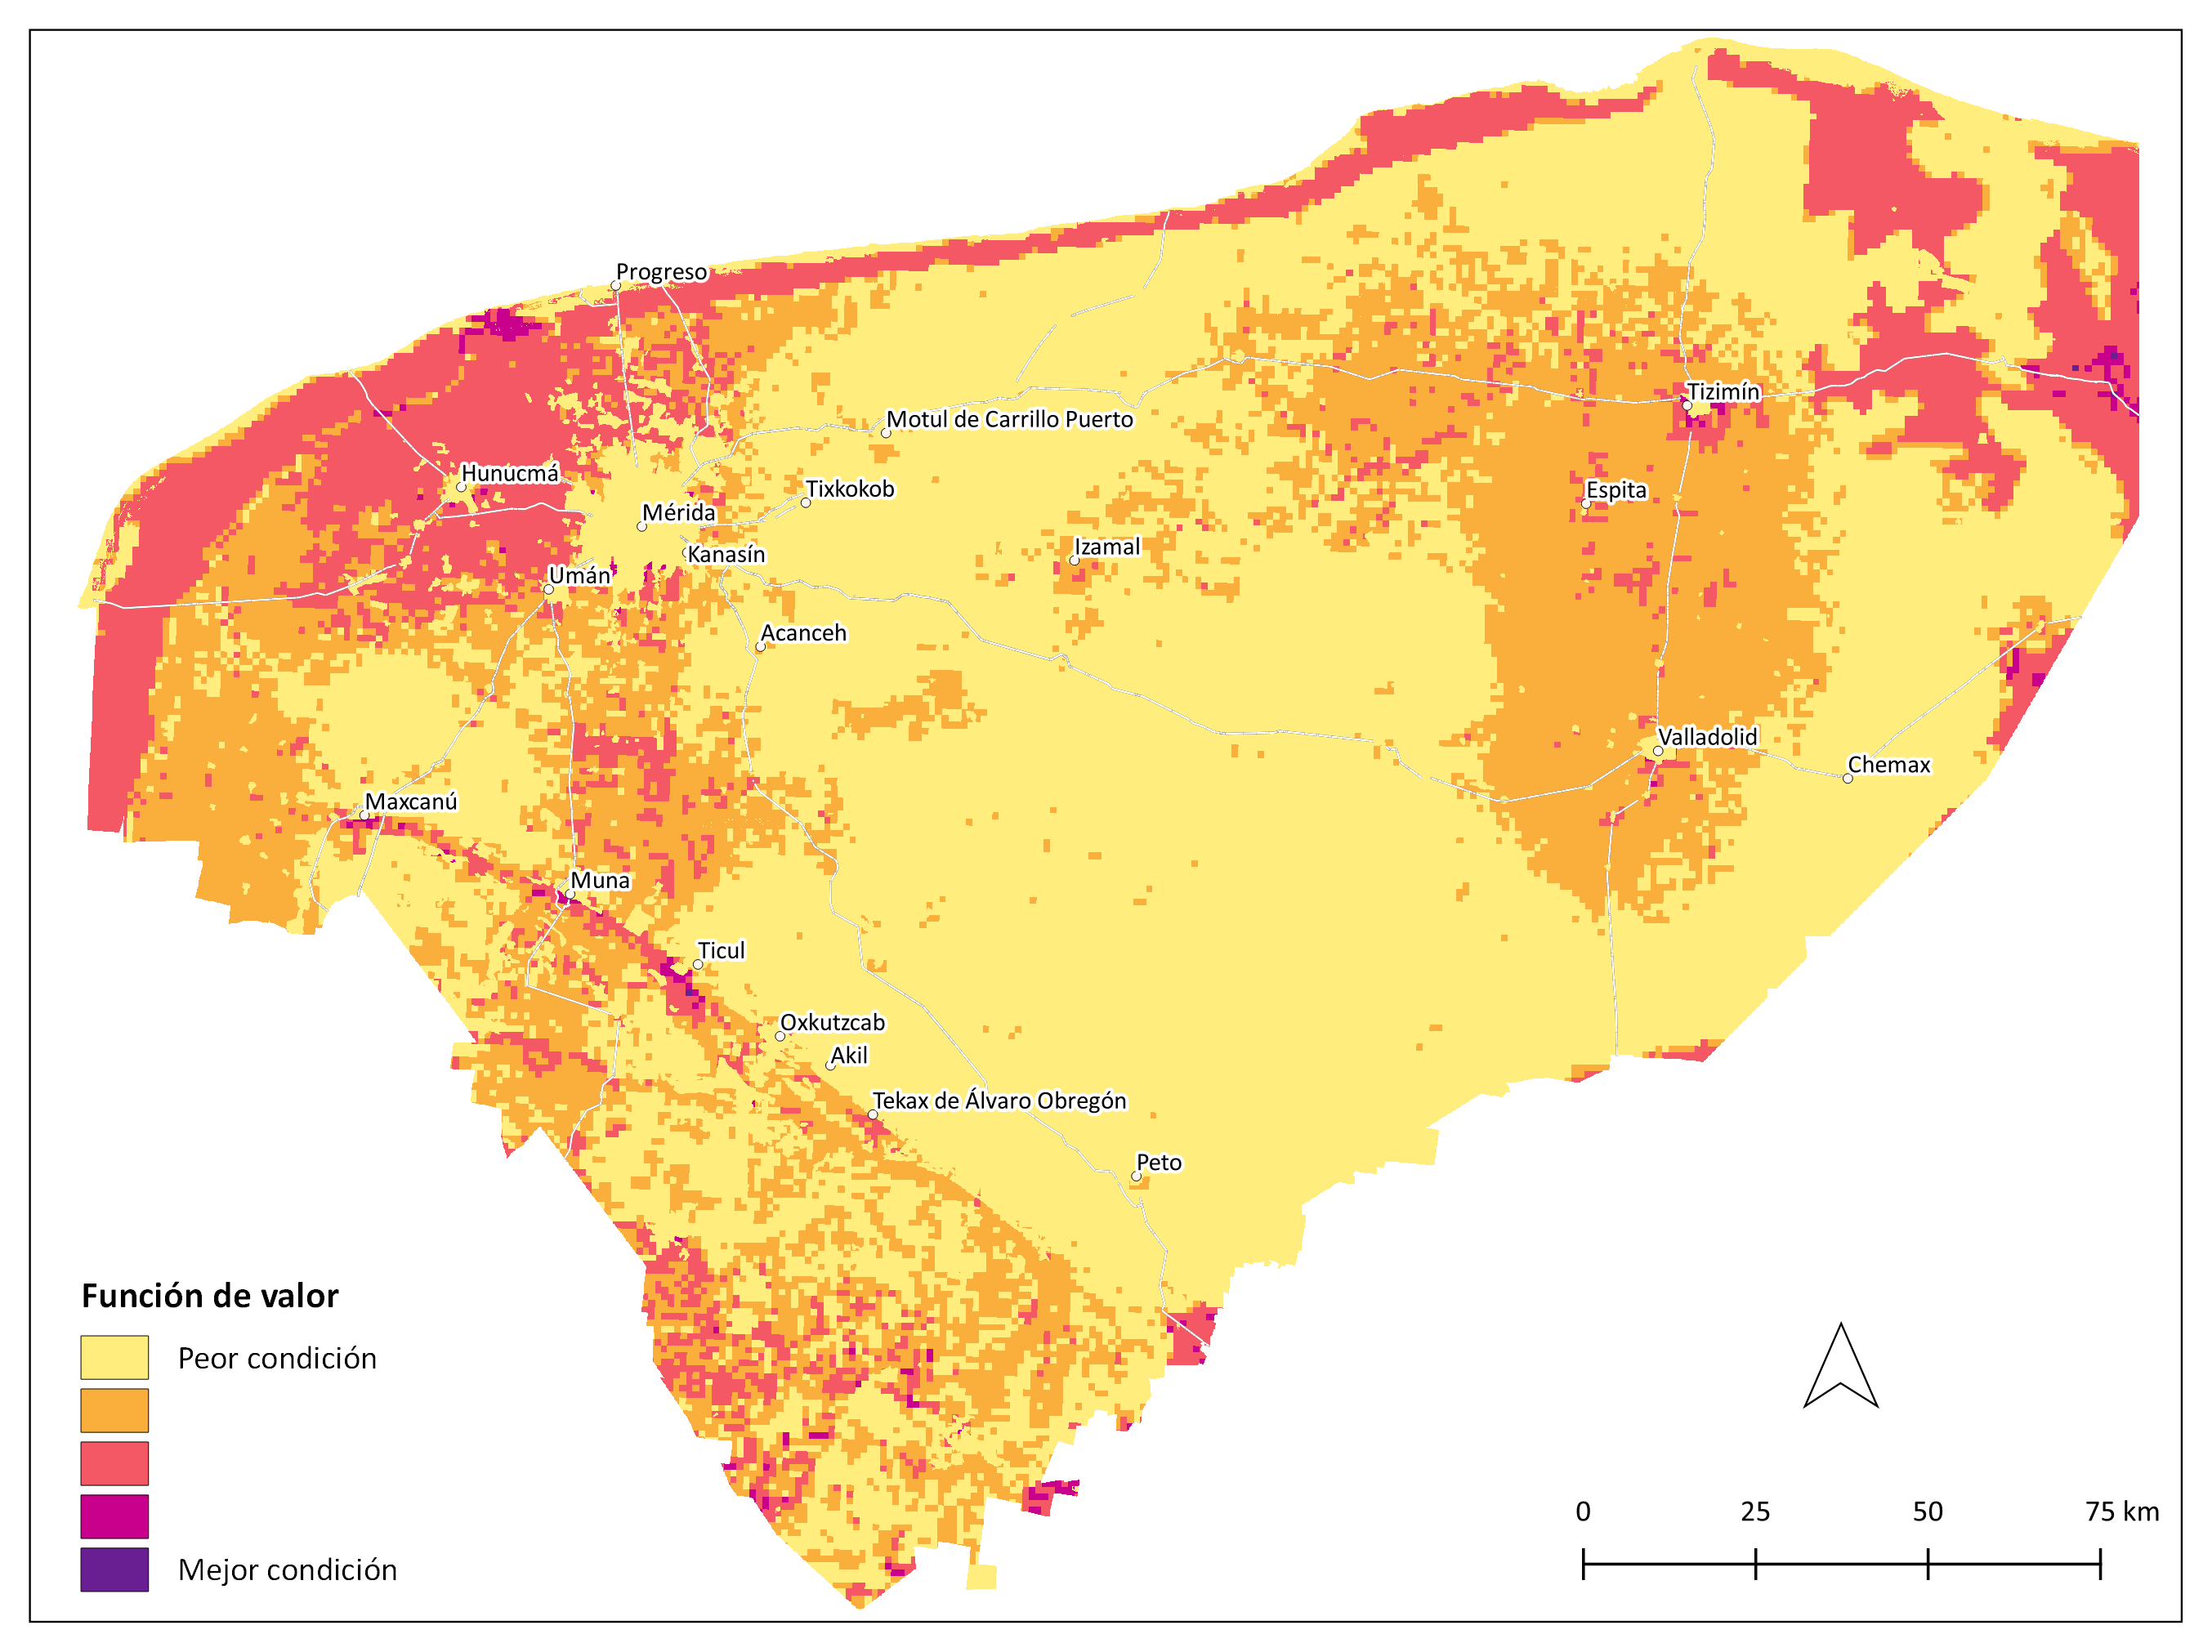 Progreso
Tizimín
Motul de Carrillo Puerto
Hunucmá
Tixkokob
Espita
Mérida
Kanasín
Izamal
Umán
Acanceh
Valladolid
Chemax
Maxcanú
Muna
Ticul
Oxkutzcab
Akil
Tekax de Álvaro Obregón
Peto
Función de valor
Peor condición
Mejor condición
0 25 50 75 km